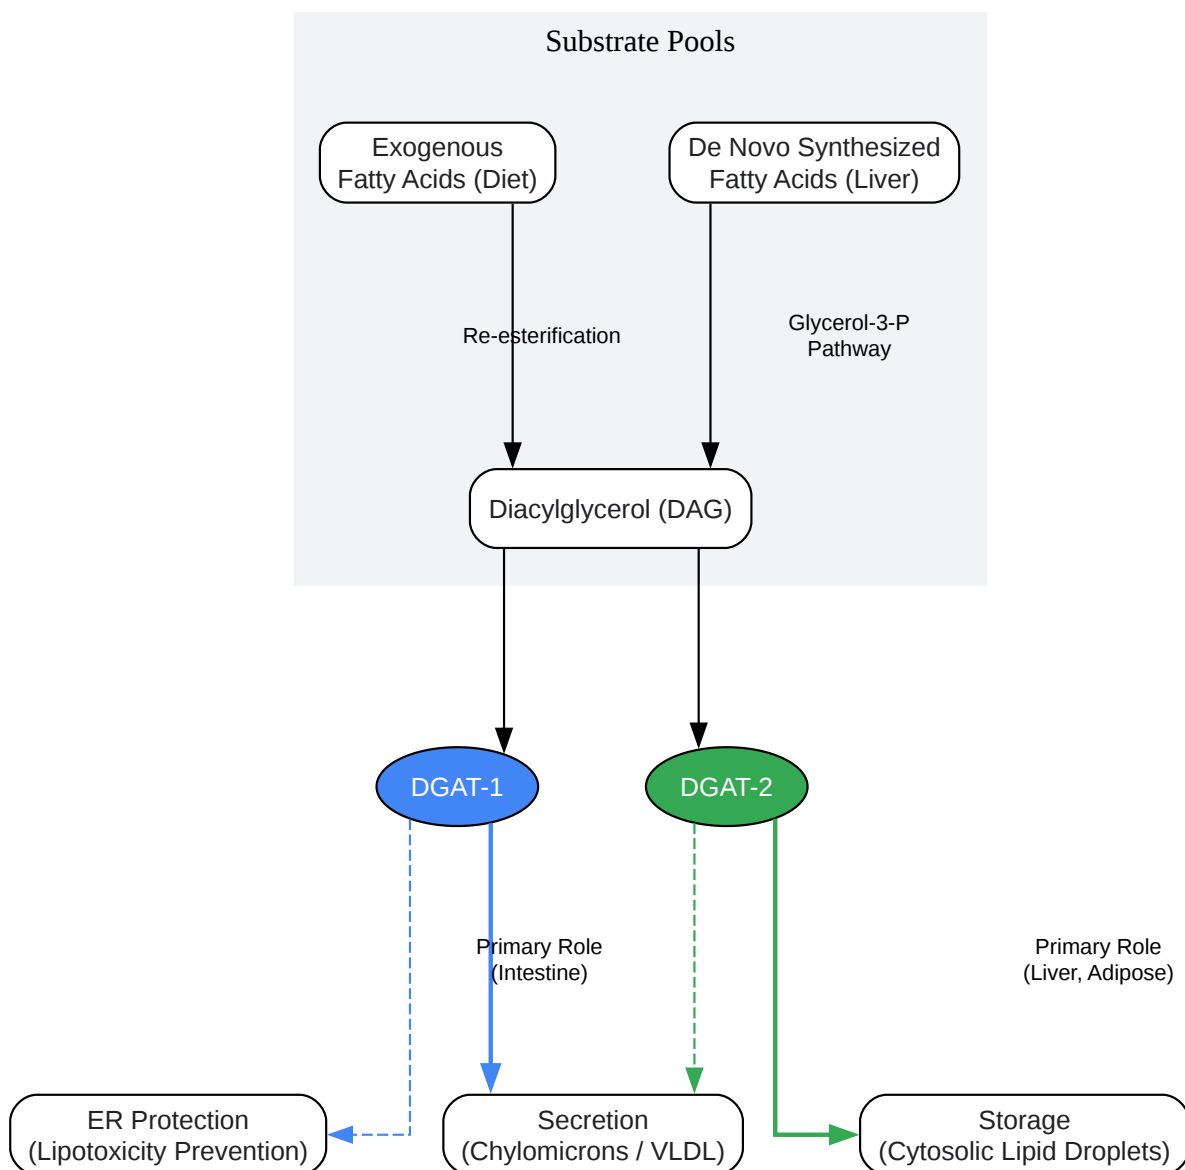 Substrate Pools
Exogenous
Fatty Acids (Diet)
De Novo Synthesized
Fatty Acids (Liver)
Re-esterification
Glycerol-3-P
Pathway
Diacylglycerol (DAG)
DGAT-1
DGAT-2
Primary Role
(Intestine)
Primary Role
(Liver, Adipose)
ER Protection
(Lipotoxicity Prevention)
Secretion
(Chylomicrons / VLDL)
Storage
(Cytosolic Lipid Droplets)